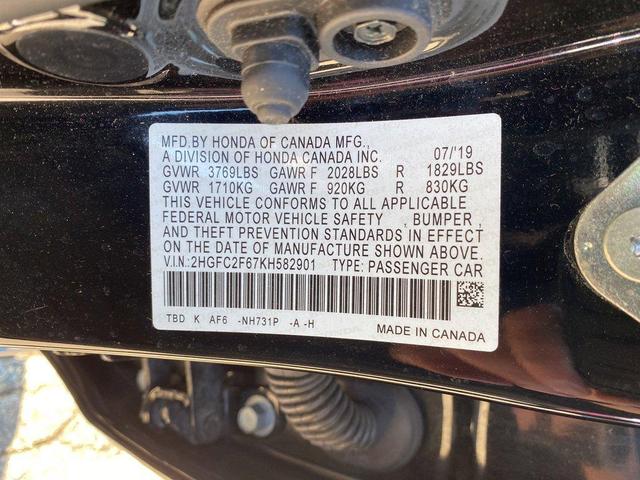 MFD.BY HONDA OF CANADA MFG.,
A DIVISION OF HONDA CANADA INC. 07/'19
GVWR 3769LBS GAWR F 2028LBS R 1829LBS
GVWR 1710KG GAWR F 920KG R 830KG
THIS VEHICLE CONFORMS TO ALL APPLICABLE
FEDERAL MOTOR VEHICLE SAFETY , BUMPER ,
AND THEFT PREVENTION STANDARDS IN EFFECT
ON THE DATE OF MANUFACTURE SHOWN ABOVE.
V.I.N:2HGFC2F67KH582901 TYPE: PASSENGER CAR
TBD K AF6 -NH731P -A -H
MADE IN CANADA